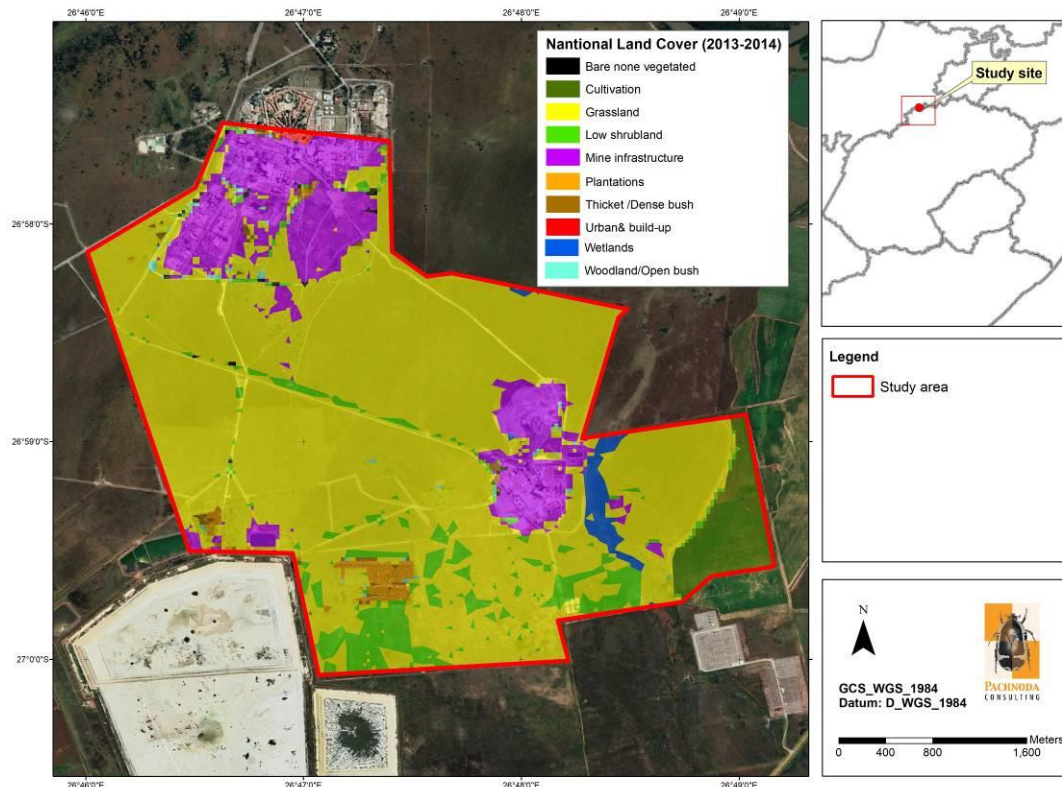 26°46'0"E
26°47'0"E
26°48'0"E
26°49'0"E
Nantional Land Cover (2013-2014)
Bare none vegetated
Cultivation
Grassland
Low shrubland
Mine infrastructure
Plantations
Thicket /Dense bush
Urban& build-up
Wetlands
Woodland/Open bush
26°58'0"S
26°59'0"S
27°0'0"S
26°46'0"E
26°47'0"E
26°48'0"E
26°49'0"E
Study site
Legend
Study area
N
PACHNODA
CONSULTING
GCS_WGS_1984
Datum: D_WGS_1984
Meters
0 400 800 1,600